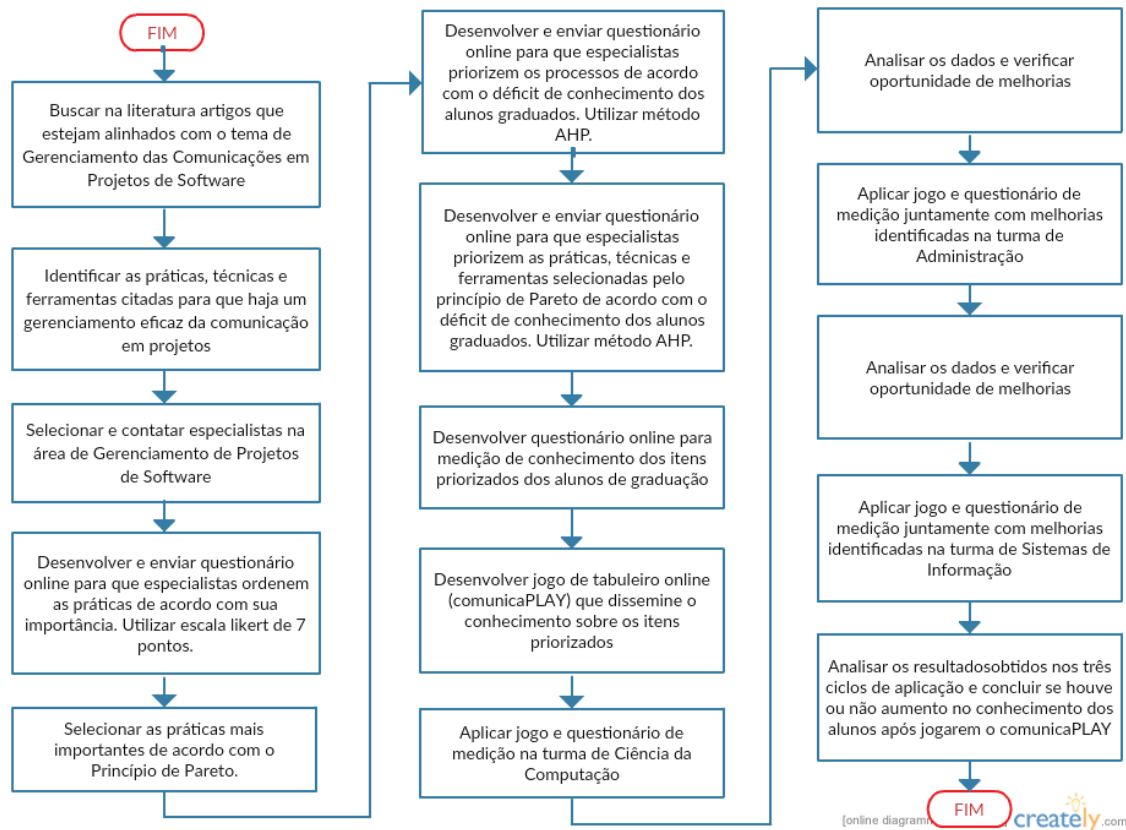 FIM
Buscar na literatura artigos que
estejam alinhados com o tema de
Gerenciamento das Comunicações em
Projetos de Software
Identificar as práticas, técnicas e
ferramentas citadas para que haja um
gerenciamento eficaz da comunicação
em projetos
Selecionar e contatar especialistas na
área de Gerenciamento de Projetos
de Software
Desenvolver e enviar questionário
online para que especialistas ordenem
as práticas de acordo com sua
importância. Utilizar escala likert de 7
pontos.
Selecionar as práticas mais
importantes de acordo com o
Princípio de Pareto.
Desenvolver e enviar questionário
online para que especialistas
priorizem os processos de acordo
com o déficit de conhecimento dos
alunos graduados. Utilizar método
AHP.
Desenvolver e enviar questionário
online para que especialistas
priorizem as práticas, técnicas e
ferramentas selecionadas pelo
princípio de Pareto de acordo com o
déficit de conhecimento dos alunos
graduados. Utilizar método AHP.
Desenvolver questionário online para
medição de conhecimento dos itens
priorizados dos alunos de graduação
Desenvolver jogo de tabuleiro online
(comunicaPLAY) que dissemine o
conhecimento sobre os itens
priorizados
Aplicar jogo e questionário de
medição na turma de Ciência da
Computação
Analisar os dados e verificar
oportunidade de melhorias
Aplicar jogo e questionário de
medição juntamente com melhorias
identificadas na turma de
Administração
Analisar os dados e verificar
oportunidade de melhorias
Aplicar jogo e questionário de
medição juntamente com melhorias
identificadas na turma de Sistemas de
Informação
Analisar os resultadosobtidos nos três
ciclos de aplicação e concluir se houve
ou não aumento no conhecimento dos
alunos após jogarem o comunicaPLAY
FIM
[online diagramm
creately.com